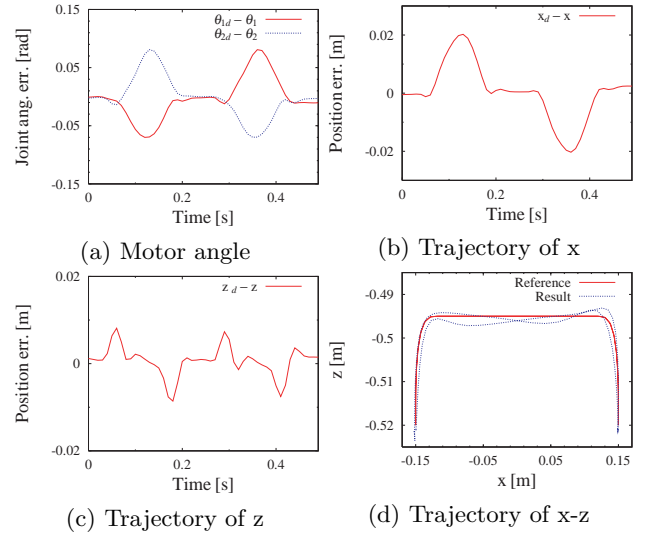 θ1d − θ1
θ2d − θ2
Joint ang. err. [rad]
0.15
0.05
-0.05
-0.15
0
0.2
0.4
Time [s]
(a) Motor angle
xd − x
Position err. [m]
0.02
0
-0.02
0
0.2
0.4
Time [s]
(b) Trajectory of x
z d − z
Position err. [m]
0.02
0
-0.02
0
0.2
0.4
Time [s]
(c) Trajectory of z
Reference
Result
z [m]
-0.49
-0.5
-0.51
-0.52
-0.15
-0.05
0.05
0.15
x [m]
(d) Trajectory of x-z